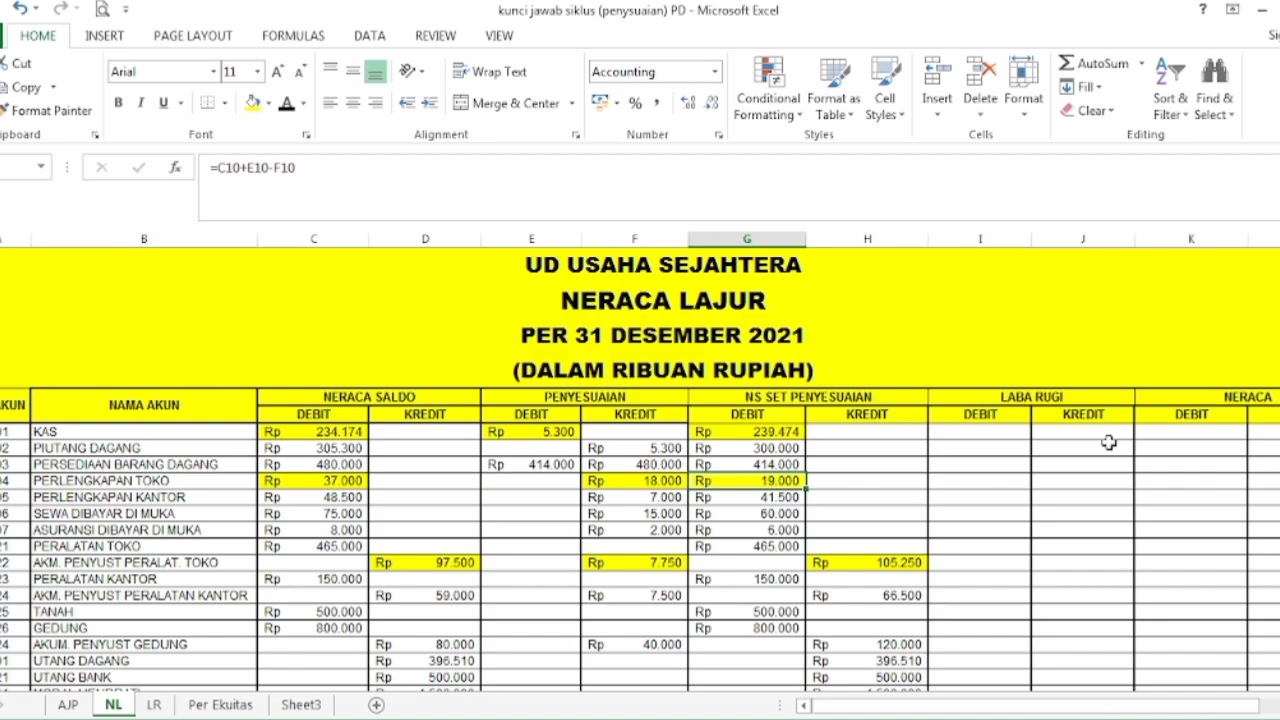 kunci jawab siklus (penysuaian) PD - Microsoft Excel
?
HOME INSERT PAGE LAYOUT FORMULAS DATA REVIEW VIEW
Cut
Copy
Format Painter
Arial 11
A A
B I U
Wrap Text
Merge & Center
Accounting
% ,
Conditional Formatting
Format as Table
Cell Styles
Insert Delete Format
AutoSum
Fill
Clear
Sort & Filter
Find & Select
Font Alignment Number Styles Cells Editing
fx =C10+E10-F10
B C D E F G H I J K
UD USAHA SEJAHTERA
NERACA LAJUR
PER 31 DESEMBER 2021
(DALAM RIBUAN RUPIAH)
NAMA AKUN NERACA SALDO PENYESUAIAN NS SET PENYESUAIAN LABA RUGI NERACA
DEBIT KREDIT DEBIT KREDIT DEBIT KREDIT DEBIT KREDIT DEBIT
KAS Rp 234.174 Rp 5.300 Rp 239.474
PIUTANG DAGANG Rp 305.300 Rp 5.300 Rp 300.000
PERSEDIAAN BARANG DAGANG Rp 480.000 Rp 414.000 Rp 480.000 Rp 414.000
PERLENGKAPAN TOKO Rp 37.000 Rp 18.000 Rp 19.000
PERLENGKAPAN KANTOR Rp 48.500 Rp 7.000 Rp 41.500
SEWA DIBAYAR DI MUKA Rp 75.000 Rp 15.000 Rp 60.000
ASURANSI DIBAYAR DI MUKA Rp 8.000 Rp 2.000 Rp 6.000
PERALATAN TOKO Rp 465.000 Rp 465.000
AKM. PENYUST PERALAT. TOKO Rp 97.500 Rp 7.750 Rp 105.250
PERALATAN KANTOR Rp 150.000 Rp 150.000
AKM. PENYUST PERALATAN KANTOR Rp 59.000 Rp 7.500 Rp 66.500
TANAH Rp 500.000 Rp 500.000
GEDUNG Rp 800.000 Rp 800.000
AKUM. PENYUST GEDUNG Rp 80.000 Rp 40.000 Rp 120.000
UTANG DAGANG Rp 396.510 Rp 396.510
UTANG BANK Rp 500.000 Rp 500.000
AJP NL LR Per Ekuitas Sheet3